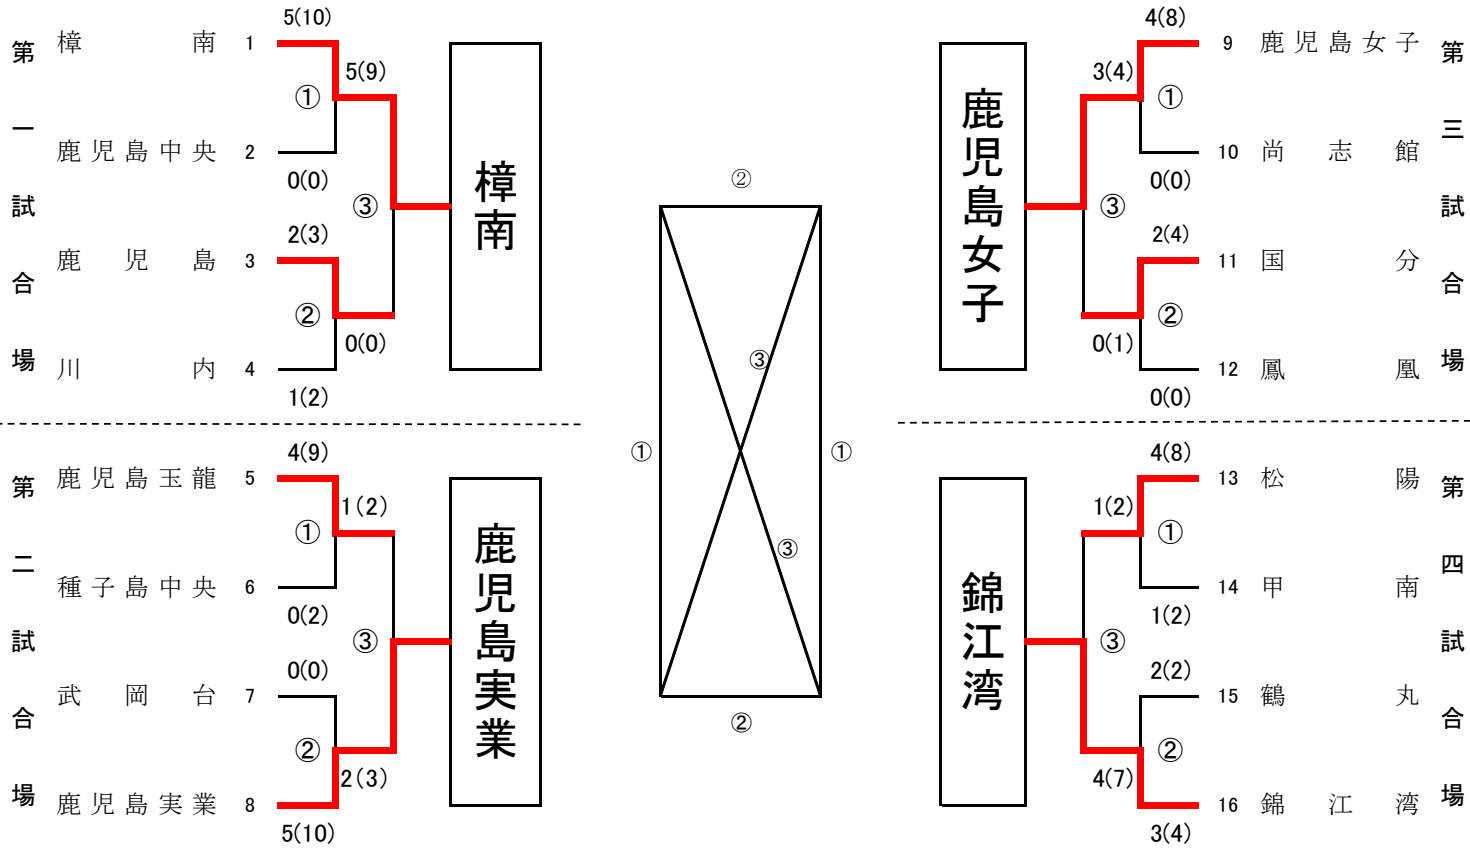 第一試合場
5(10)
樟南 1
①
5(9)
鹿児島中央 2
0(0)
③
樟南
2(3)
鹿児島 3
②
0(0)
川内 4
1(2)
第二試合場
4(9)
鹿児島玉龍 5
①
1(2)
種子島中央 6
0(2)
③
鹿児島実業
0(0)
武岡台 7
②
2(3)
鹿児島実業 8
5(10)
②
③
①
①
③
②
第三試合場
4(8)
9 鹿児島女子
3(4)
①
10 尚志館
0(0)
鹿児島女子
③
2(4)
11 国分
②
0(1)
12 鳳凰
0(0)
第四試合場
4(8)
13 松陽
1(2)
①
14 甲南
1(2)
錦江湾
③
2(2)
15 鶴丸
②
4(7)
16 錦江湾
3(4)